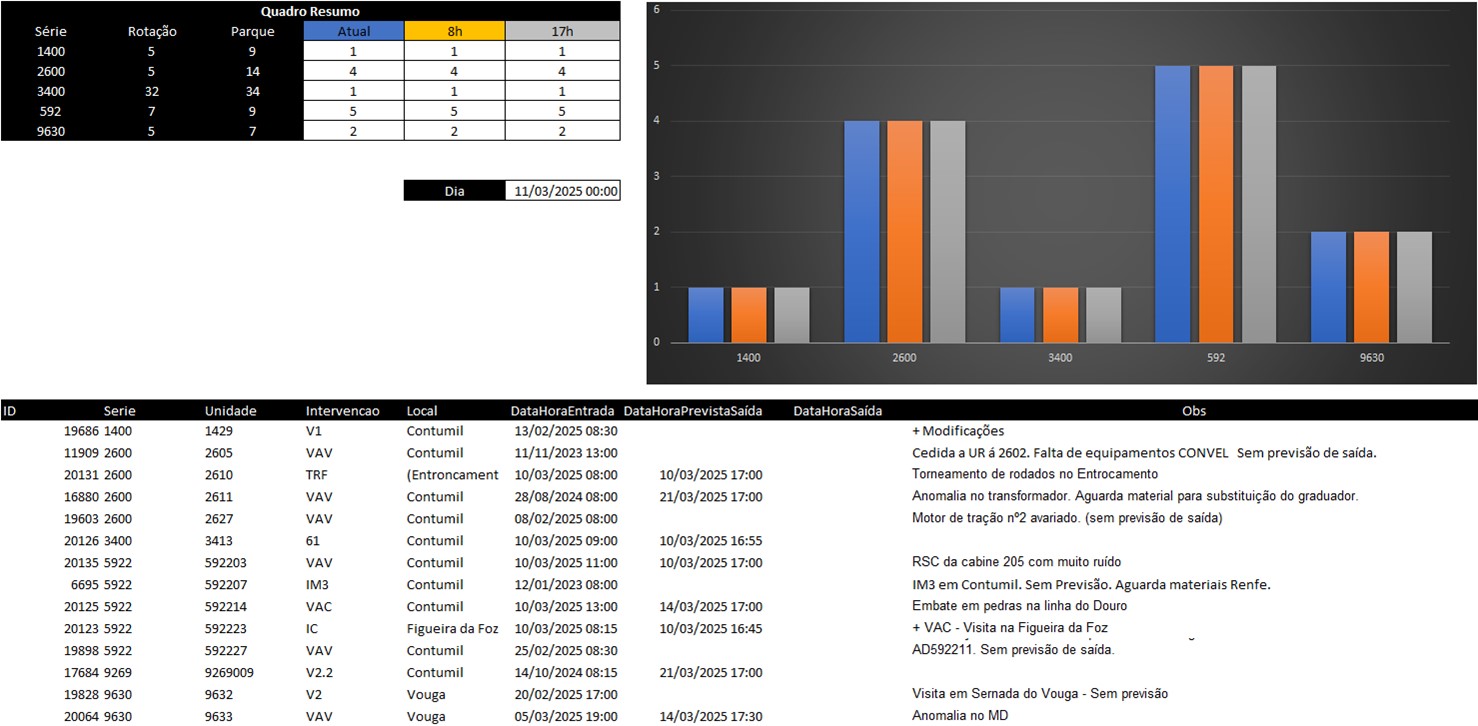 Quadro Resumo
Série Rotação Parque Atual 8h 17h
1400 5 9 1 1 1
2600 5 14 4 4 4
3400 32 34 1 1 1
592 7 9 5 5 5
9630 5 7 2 2 2
Dia 11/03/2025 00:00
6
5
4
3
2
1
0
1400 2600 3400 592 9630
ID Serie Unidade Intervencao Local DataHoraEntrada DataHoraPrevistaSaída DataHoraSaída Obs
19686 1400 1429 V1 Contumil 13/02/2025 08:30 + Modificações
11909 2600 2605 VAV Contumil 11/11/2023 13:00 Cedida a UR á 2602. Falta de equipamentos CONVEL Sem previsão de saída.
20131 2600 2610 TRF (Entroncament 10/03/2025 08:00 10/03/2025 17:00 Torneamento de rodados no Entrocamento
16880 2600 2611 VAV Contumil 28/08/2024 08:00 21/03/2025 17:00 Anomalia no transformador. Aguarda material para substituição do graduador.
19603 2600 2627 VAV Contumil 08/02/2025 08:00 Motor de tração nº2 avariado. (sem previsão de saída)
20126 3400 3413 61 Contumil 10/03/2025 09:00 10/03/2025 16:55
20135 5922 592203 VAV Contumil 10/03/2025 11:00 10/03/2025 17:00 RSC da cabine 205 com muito ruído
6695 5922 592207 IM3 Contumil 12/01/2023 08:00 IM3 em Contumil. Sem Previsão. Aguarda materiais Renfe.
20125 5922 592214 VAC Contumil 10/03/2025 13:00 14/03/2025 17:00 Embate em pedras na linha do Douro
20123 5922 592223 IC Figueira da Foz 10/03/2025 08:15 10/03/2025 16:45 + VAC - Visita na Figueira da Foz
19898 5922 592227 VAV Contumil 25/02/2025 08:30 AD592211. Sem previsão de saída.
17684 9269 9269009 V2.2 Contumil 14/10/2024 08:15 21/03/2025 17:00
19828 9630 9632 V2 Vouga 20/02/2025 17:00 Visita em Sernada do Vouga - Sem previsão
20064 9630 9633 VAV Vouga 05/03/2025 19:00 14/03/2025 17:30 Anomalia no MD